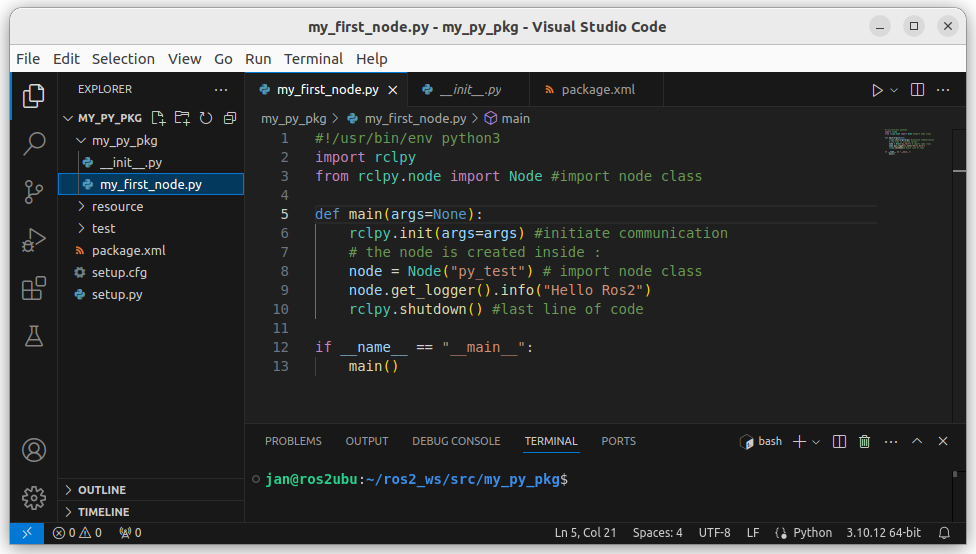 my_first_node.py - my_py_pkg - Visual Studio Code
File Edit Selection View Go Run Terminal Help
EXPLORER
MY_PY_PKG
my_py_pkg
__init__.py
my_first_node.py
resource
test
package.xml
setup.cfg
setup.py
OUTLINE
TIMELINE
my_first_node.py __init__.py package.xml
my_py_pkg > my_first_node.py > main
1 #!/usr/bin/env python3
2 import rclpy
3 from rclpy.node import Node #import node class
4
5 def main(args=None):
6     rclpy.init(args=args) #initiate communication
7     # the node is created inside :
8     node = Node("py_test") # import node class
9     node.get_logger().info("Hello Ros2")
10     rclpy.shutdown() #last line of code
11
12 if __name__ == "__main__":
13     main()
PROBLEMS OUTPUT DEBUG CONSOLE TERMINAL PORTS bash
jan@ros2ubu:~/ros2_ws/src/my_py_pkg$
0 0 0 Ln 5, Col 21 Spaces: 4 UTF-8 LF Python 3.10.12 64-bit